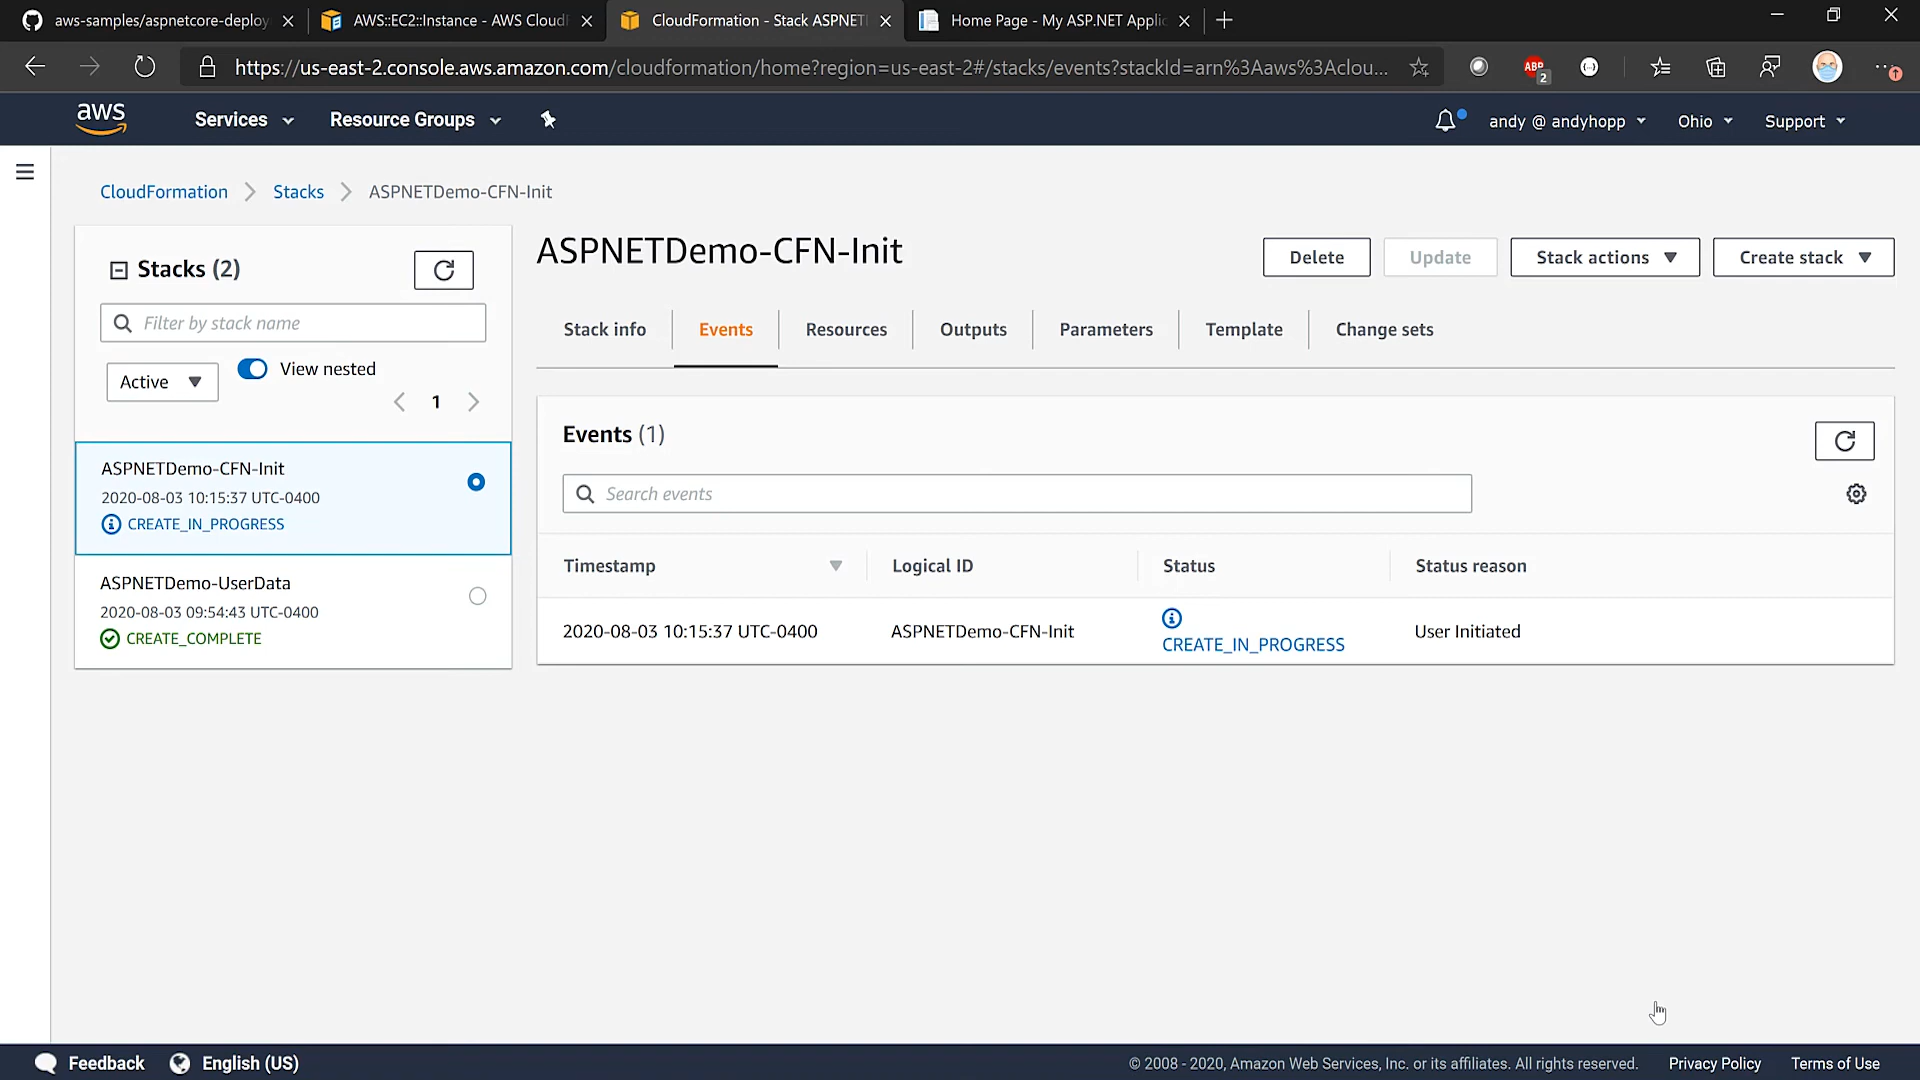 aws-samples/aspnetcore-deploy
AWS::EC2::Instance - AWS CloudF
CloudFormation - Stack ASPNET
Home Page - My ASP.NET Applic
https://us-east-2.console.aws.amazon.com/cloudformation/home?region=us-east-2#/stacks/events?stackId=arn%3Aaws%3Aclou...
ABP
2
aws
Services
Resource Groups
andy @ andyhopp
Ohio
Support
CloudFormation
Stacks
ASPNETDemo-CFN-Init
Stacks (2)
Filter by stack name
Active
View nested
1
ASPNETDemo-CFN-Init
2020-08-03 10:15:37 UTC-0400
CREATE_IN_PROGRESS
ASPNETDemo-UserData
2020-08-03 09:54:43 UTC-0400
CREATE_COMPLETE
ASPNETDemo-CFN-Init
Delete
Update
Stack actions
Create stack
Stack info
Events
Resources
Outputs
Parameters
Template
Change sets
Events (1)
Search events
Timestamp
Logical ID
Status
Status reason
2020-08-03 10:15:37 UTC-0400
ASPNETDemo-CFN-Init
CREATE_IN_PROGRESS
User Initiated
Feedback
English (US)
© 2008 - 2020, Amazon Web Services, Inc. or its affiliates. All rights reserved.
Privacy Policy
Terms of Use